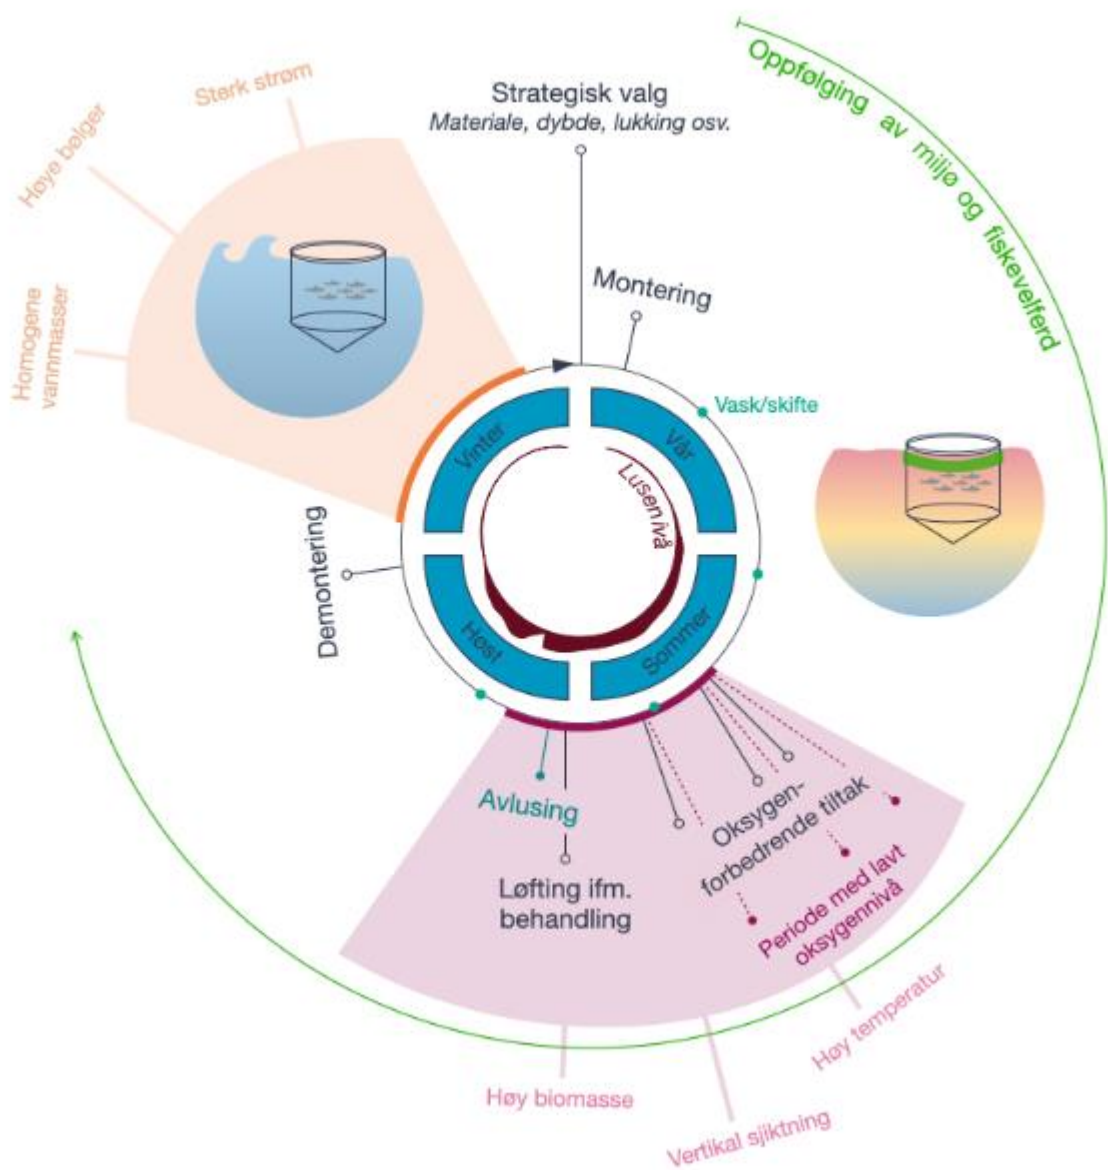 Strategisk valg
Materiale, dybde, lukking osv.
Montering
Oppfølging av miljø og fiskevelferd
Sterk strøm
Høye bølger
Homogene
vannmasser
Vask/skifte
Vinter
Vår
Lusenivå
Sommer
Høst
Demontering
Avlusing
Løfting ifm.
behandling
Oksygen-
forbedrende tiltak
Periode med lavt
oksygennivå
Høy temperatur
Vertikal sjiktning
Høy biomasse